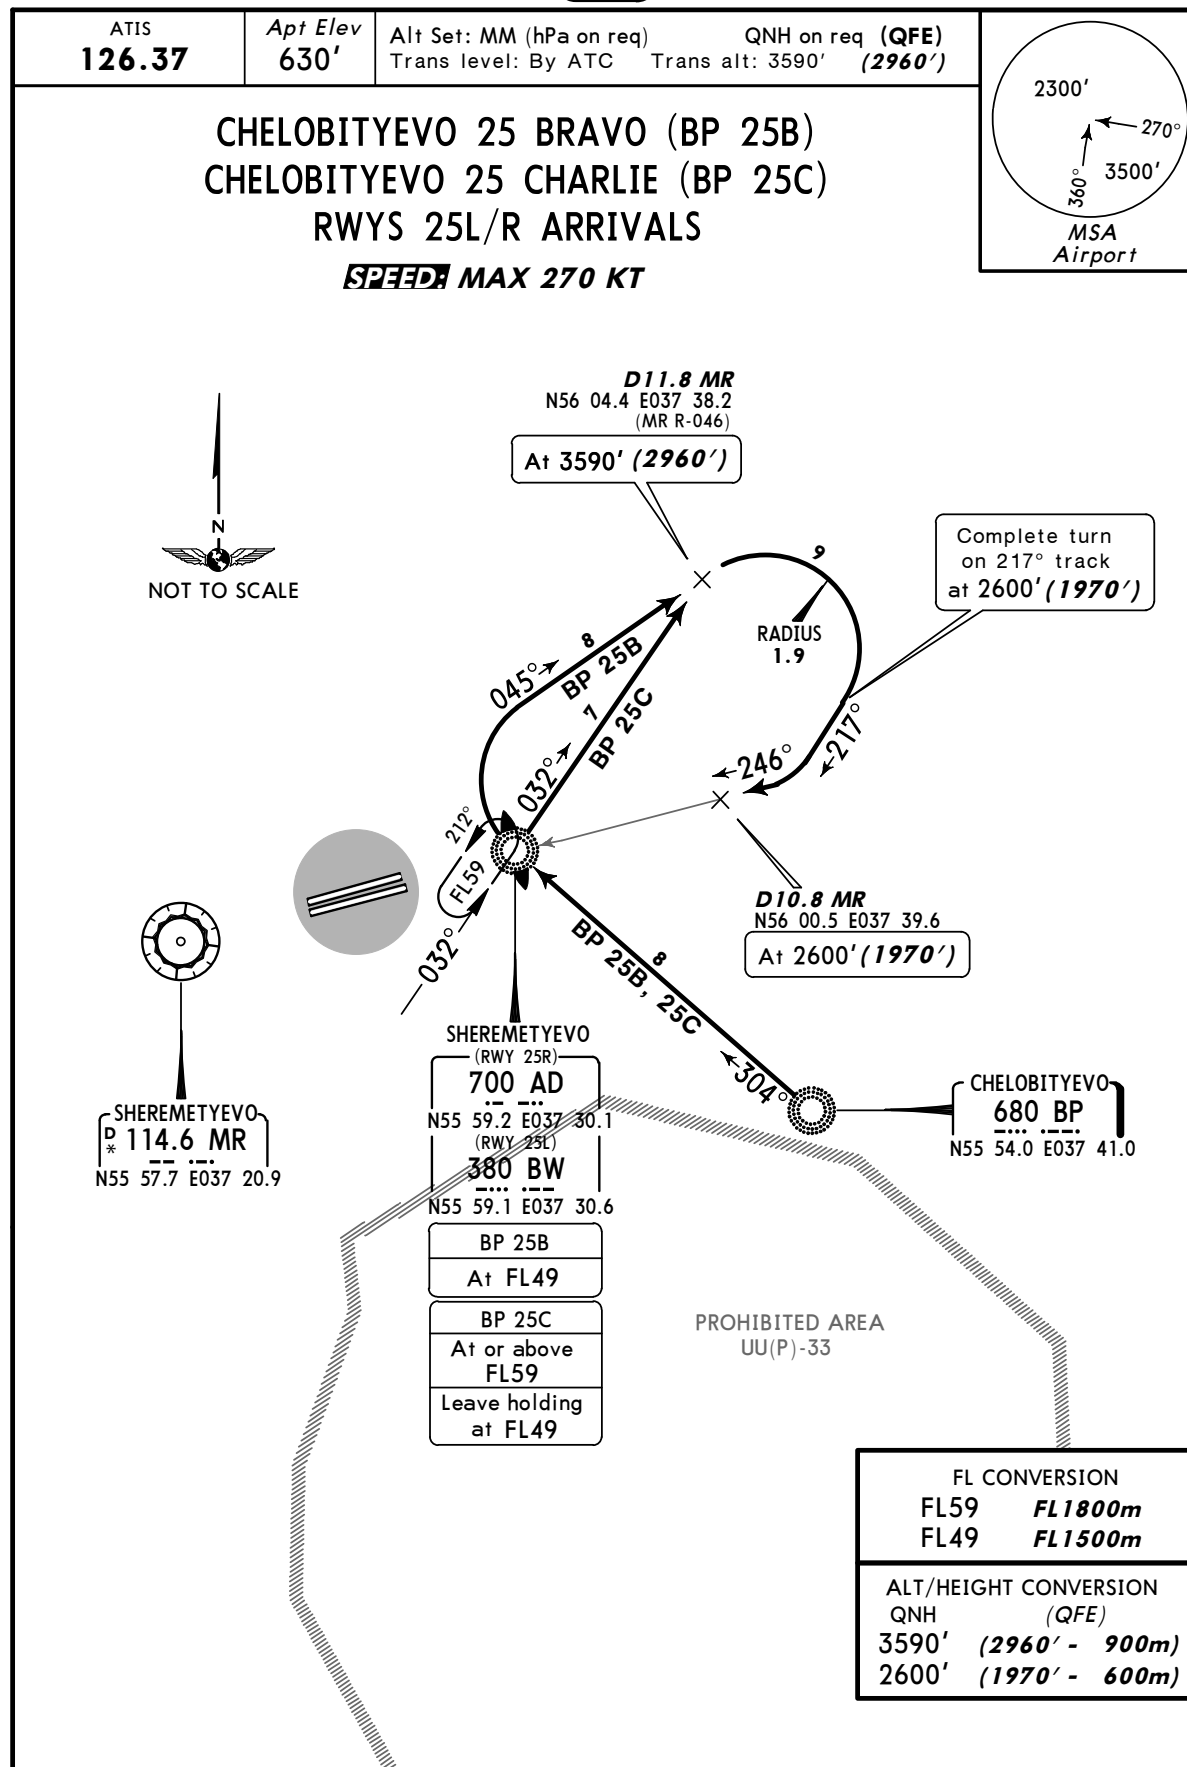 ATIS
126.37
Apt Elev
630'
Alt Set: MM (hPa on req) QNH on req (QFE)
Trans level: By ATC Trans alt: 3590' (2960')
2300'
270°
3500'
360°
MSA
Airport
CHELOBITYEVO 25 BRAVO (BP 25B)
CHELOBITYEVO 25 CHARLIE (BP 25C)
RWYS 25L/R ARRIVALS
SPEED: MAX 270 KT
D11.8 MR
N56 04.4 E037 38.2
(MR R-046)
At 3590' (2960')
N
NOT TO SCALE
Complete turn
on 217° track
at 2600' (1970')
9
RADIUS
1.9
8
045°
BP 25B
7
BP 25C
032°
217°
246°
212°
FL59
032°
D10.8 MR
N56 00.5 E037 39.6
At 2600' (1970')
8
BP 25B, 25C
304°
SHEREMETYEVO
D
* 114.6 MR
N55 57.7 E037 20.9
SHEREMETYEVO
(RWY 25R)
700 AD
N55 59.2 E037 30.1
(RWY 25L)
380 BW
N55 59.1 E037 30.6
BP 25B
At FL49
BP 25C
At or above
FL59
Leave holding
at FL49
CHELOBITYEVO
680 BP
N55 54.0 E037 41.0
PROHIBITED AREA
UU(P)-33
FL CONVERSION
FL59 FL1800m
FL49 FL1500m
ALT/HEIGHT CONVERSION
QNH (QFE)
3590' (2960' - 900m)
2600' (1970' - 600m)